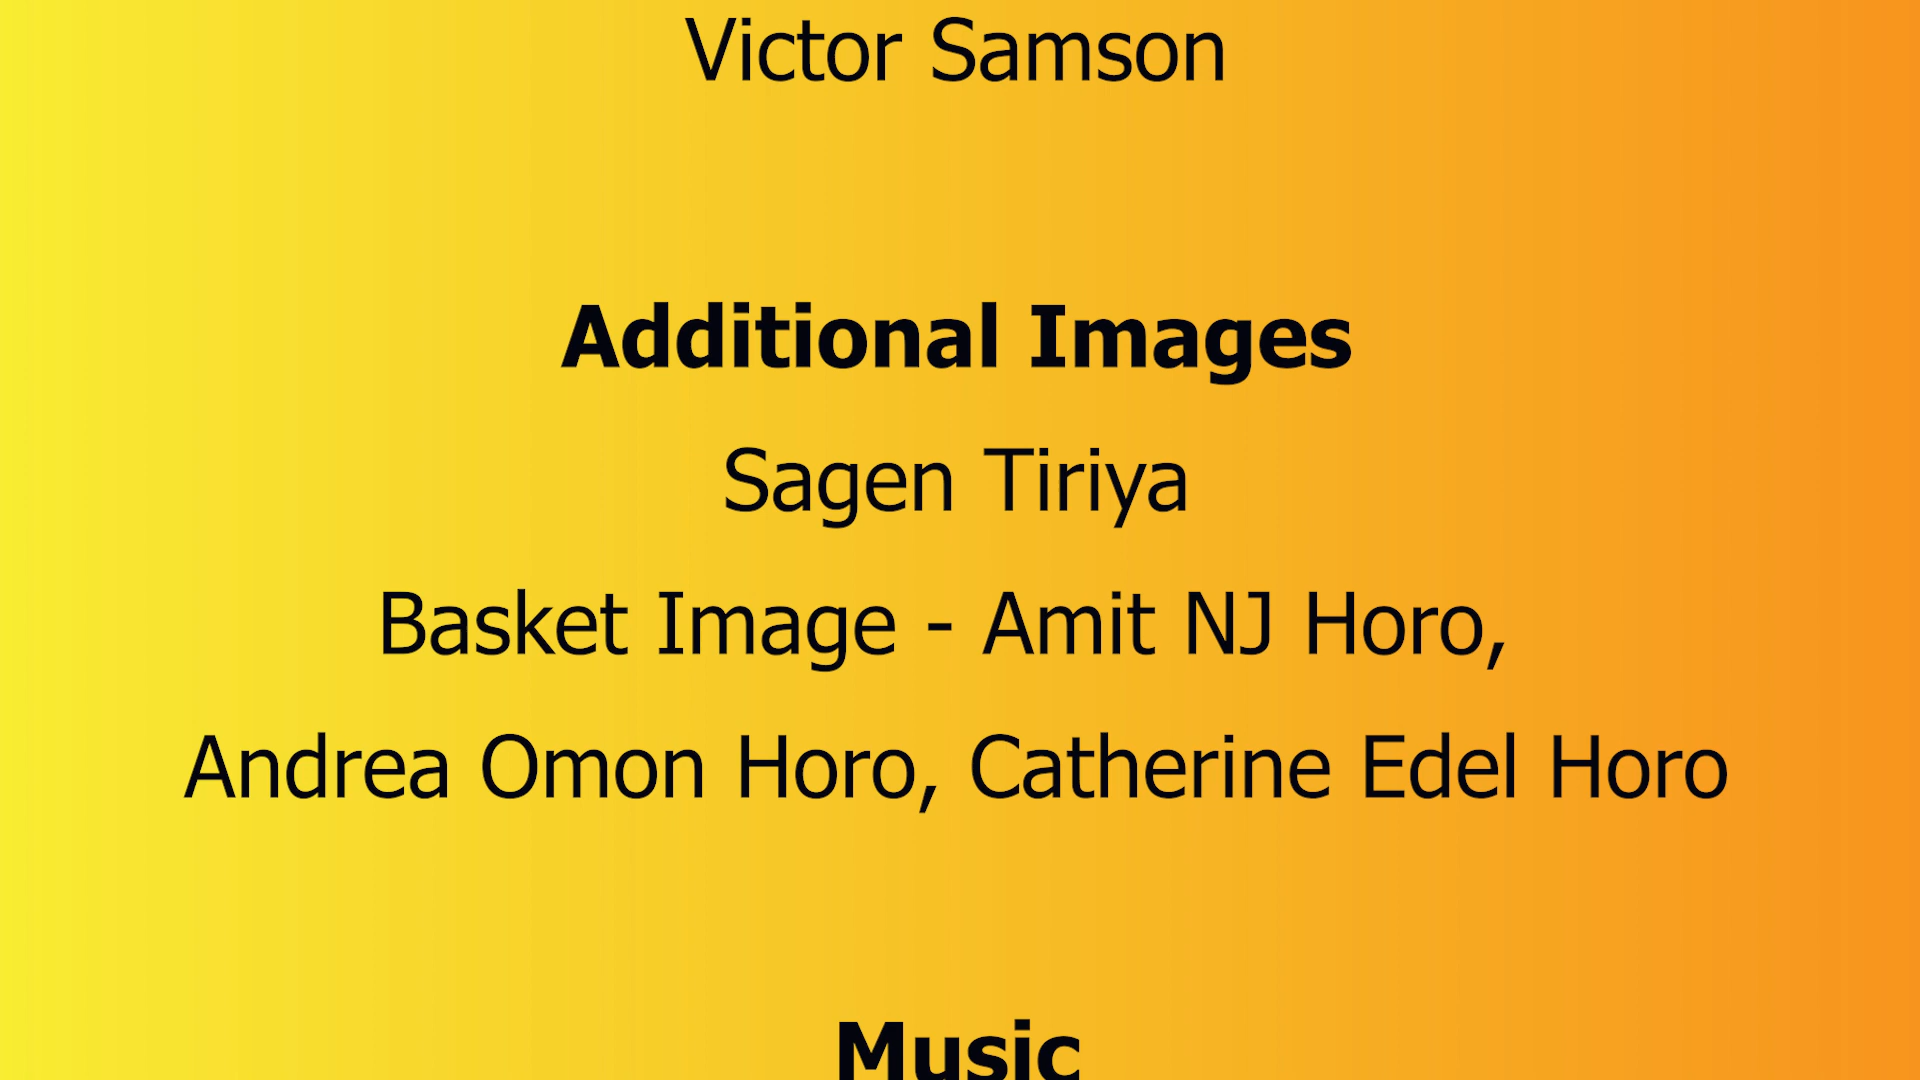 Victor Samson
Additional Images
Sagen Tiriya
Basket Image - Amit NJ Horo,
Andrea Omon Horo, Catherine Edel Horo
Music